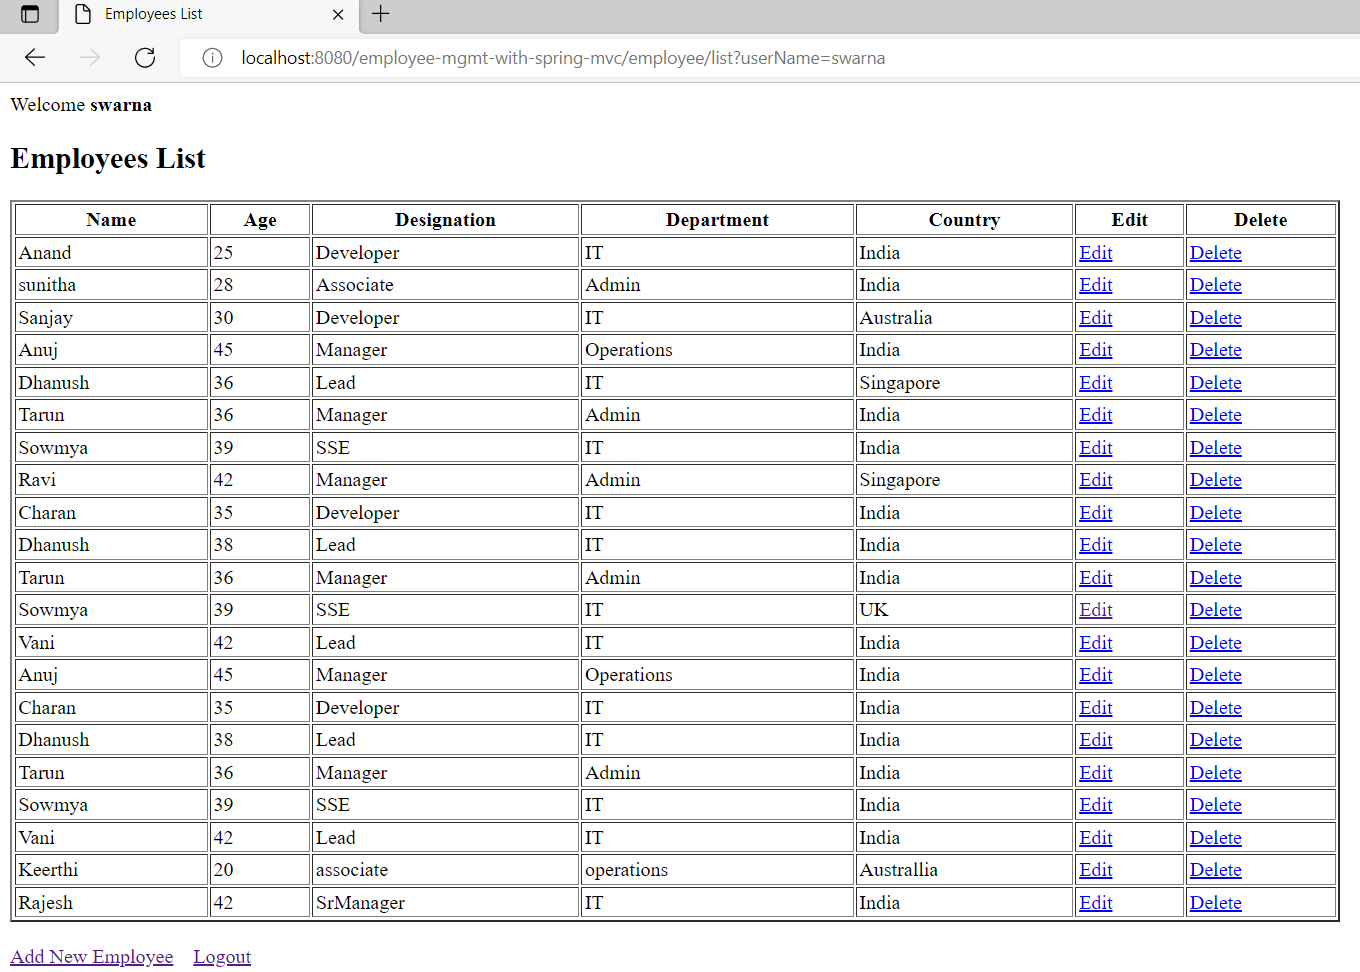 Employees List
localhost:8080/employee-mgmt-with-spring-mvc/employee/list?userName=swarna
Welcome swarna
Employees List
Name Age Designation Department Country Edit Delete
Anand 25 Developer IT India Edit Delete
sunitha 28 Associate Admin India Edit Delete
Sanjay 30 Developer IT Australia Edit Delete
Anuj 45 Manager Operations India Edit Delete
Dhanush 36 Lead IT Singapore Edit Delete
Tarun 36 Manager Admin India Edit Delete
Sowmya 39 SSE IT India Edit Delete
Ravi 42 Manager Admin Singapore Edit Delete
Charan 35 Developer IT India Edit Delete
Dhanush 38 Lead IT India Edit Delete
Tarun 36 Manager Admin India Edit Delete
Sowmya 39 SSE IT UK Edit Delete
Vani 42 Lead IT India Edit Delete
Anuj 45 Manager Operations India Edit Delete
Charan 35 Developer IT India Edit Delete
Dhanush 38 Lead IT India Edit Delete
Tarun 36 Manager Admin India Edit Delete
Sowmya 39 SSE IT India Edit Delete
Vani 42 Lead IT India Edit Delete
Keerthi 20 associate operations Australlia Edit Delete
Rajesh 42 SrManager IT India Edit Delete
Add New Employee Logout